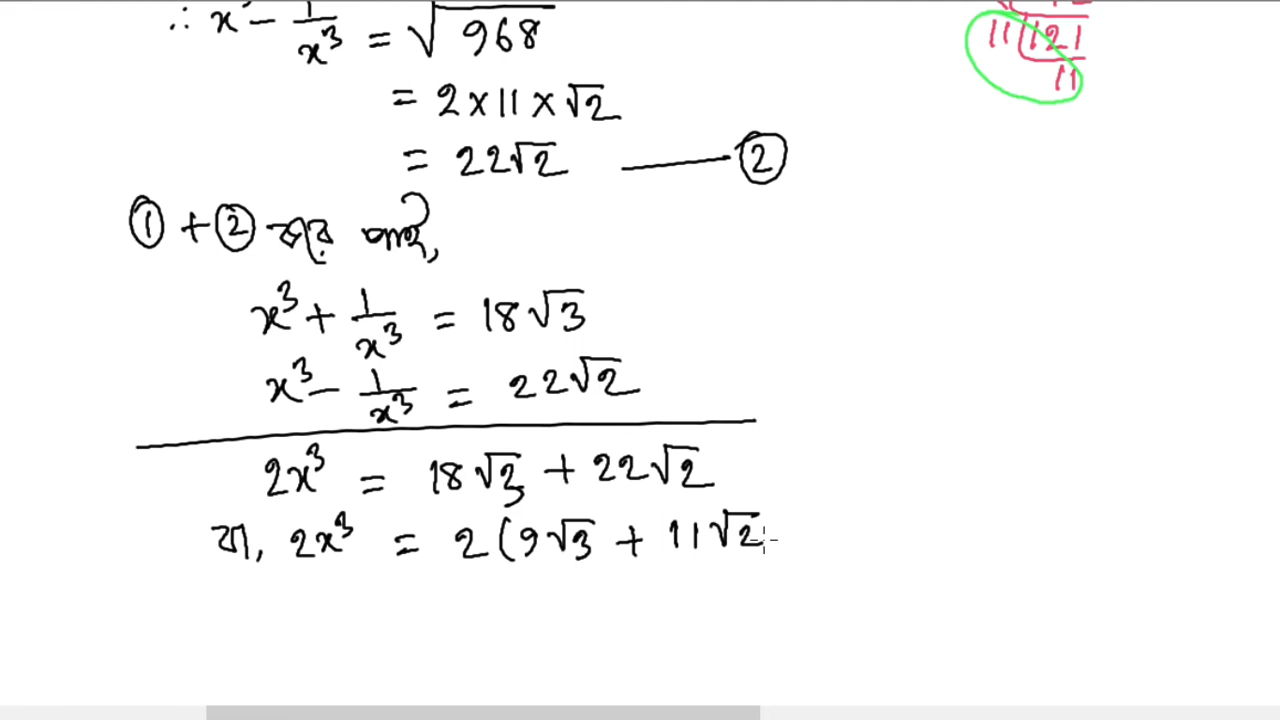 ∴ x³ − 1/x³ = √968
= 2 × 11 × √2
= 22√2 —— ②
11 | 121
11
① + ② করে পাই,
x³ + 1/x³ = 18√3
x³ − 1/x³ = 22√2
2x³ = 18√3 + 22√2
বা, 2x³ = 2(9√3 + 11√2